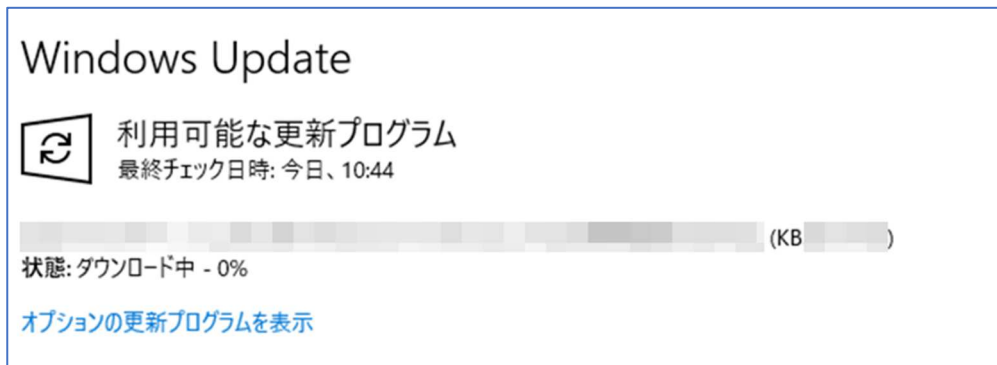 Windows Update
利用可能な更新プログラム
最終チェック日時: 今日、10:44
(KB )
状態: ダウンロード中 - 0%
オプションの更新プログラムを表示